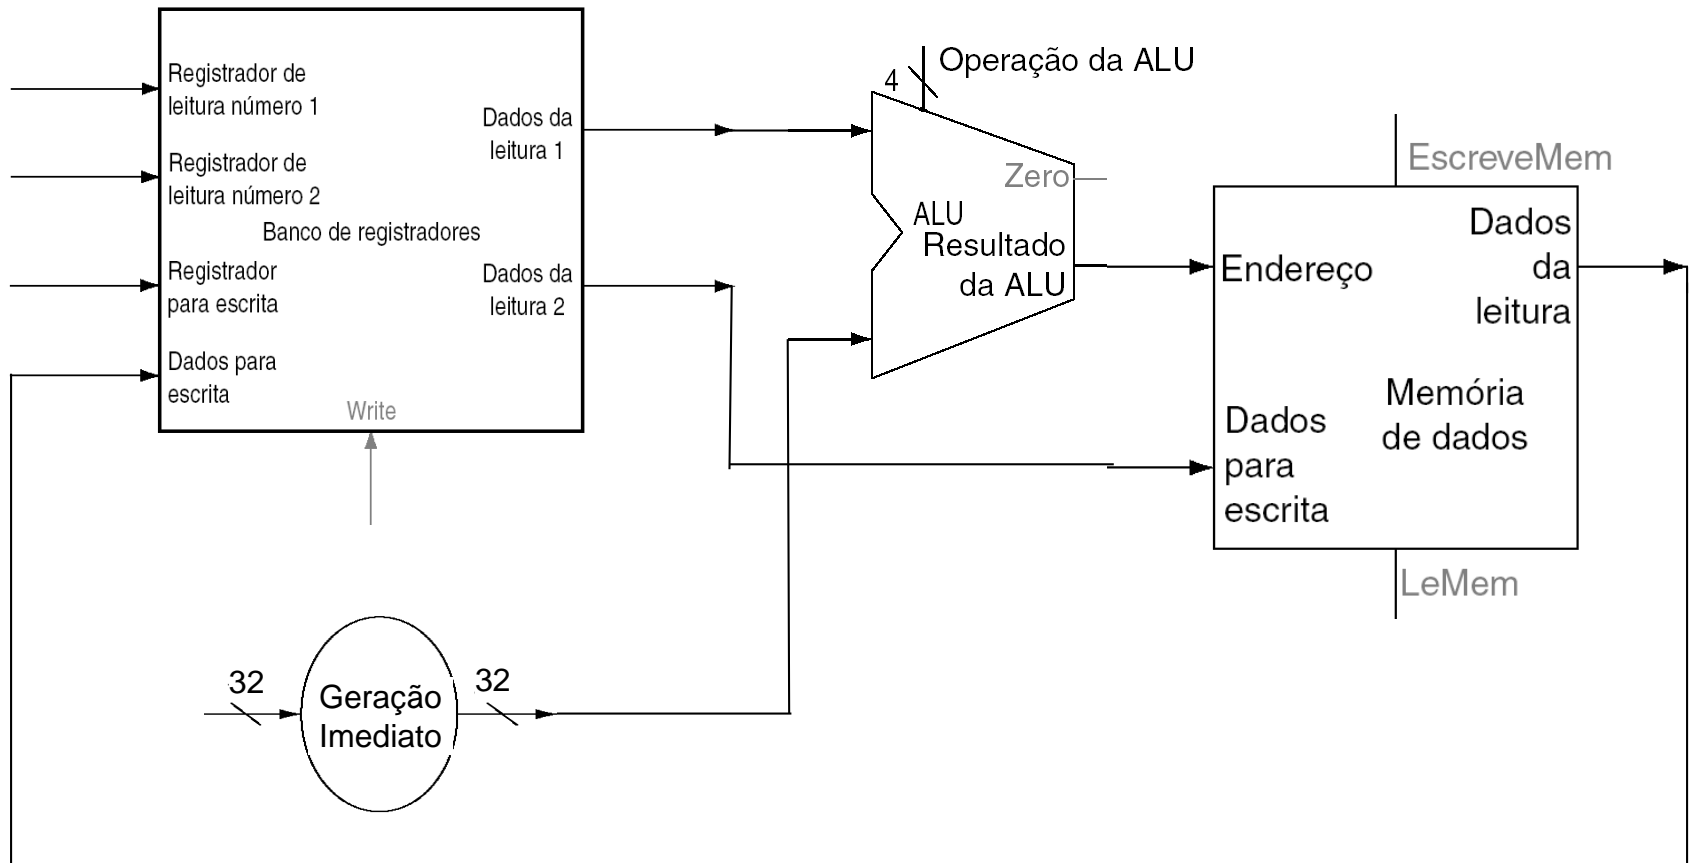 Registrador de
leitura número 1
Registrador de
leitura número 2
Banco de registradores
Registrador
para escrita
Dados para
escrita
Write
Dados da
leitura 1
Dados da
leitura 2
4
Operação da ALU
Zero
ALU
Resultado
da ALU
EscreveMem
Endereço
Dados
da
leitura
Memória
de dados
Dados
para
escrita
LeMem
32
Geração
Imediato
32